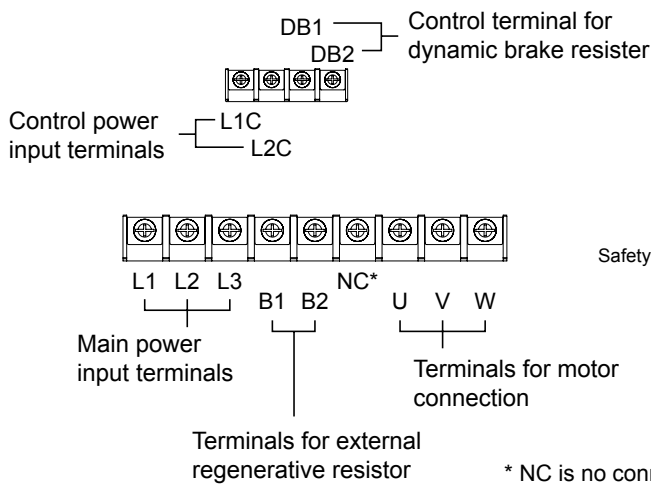 DB1
DB2
Control terminal for
dynamic brake resister
Control power
input terminals
L1C
L2C
Safety
L1 L2 L3 NC*
B1 B2 U V W
Main power
input terminals
Terminals for motor
connection
Terminals for external
regenerative resistor
* NC is no